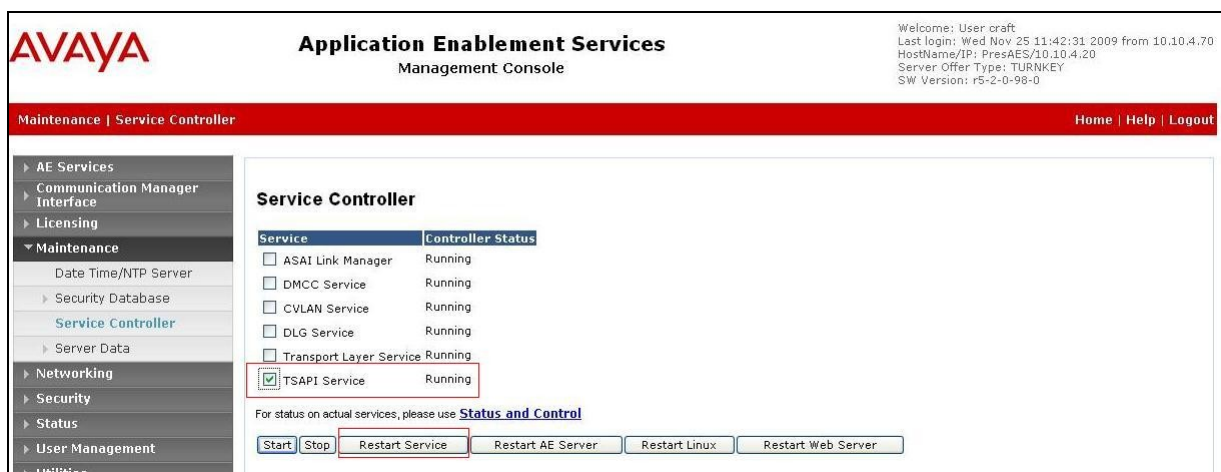 AVAYA
Application Enablement Services
Management Console
Welcome: User craft
Last login: Wed Nov 25 11:42:31 2009 from 10.10.4.70
HostName/IP: PresAES/10.10.4.20
Server Offer Type: TURNKEY
SW Version: r5-2-0-98-0
Maintenance | Service Controller
Home | Help | Logout
AE Services
Communication Manager
Interface
Licensing
Maintenance
Date Time/NTP Server
Security Database
Service Controller
Server Data
Networking
Security
Status
User Management
Utilities
Service Controller
Service Controller Status
ASAI Link Manager Running
DMCC Service Running
CVLAN Service Running
DLG Service Running
Transport Layer Service Running
TSAPI Service Running
For status on actual services, please use Status and Control
Start Stop Restart Service Restart AE Server Restart Linux Restart Web Server